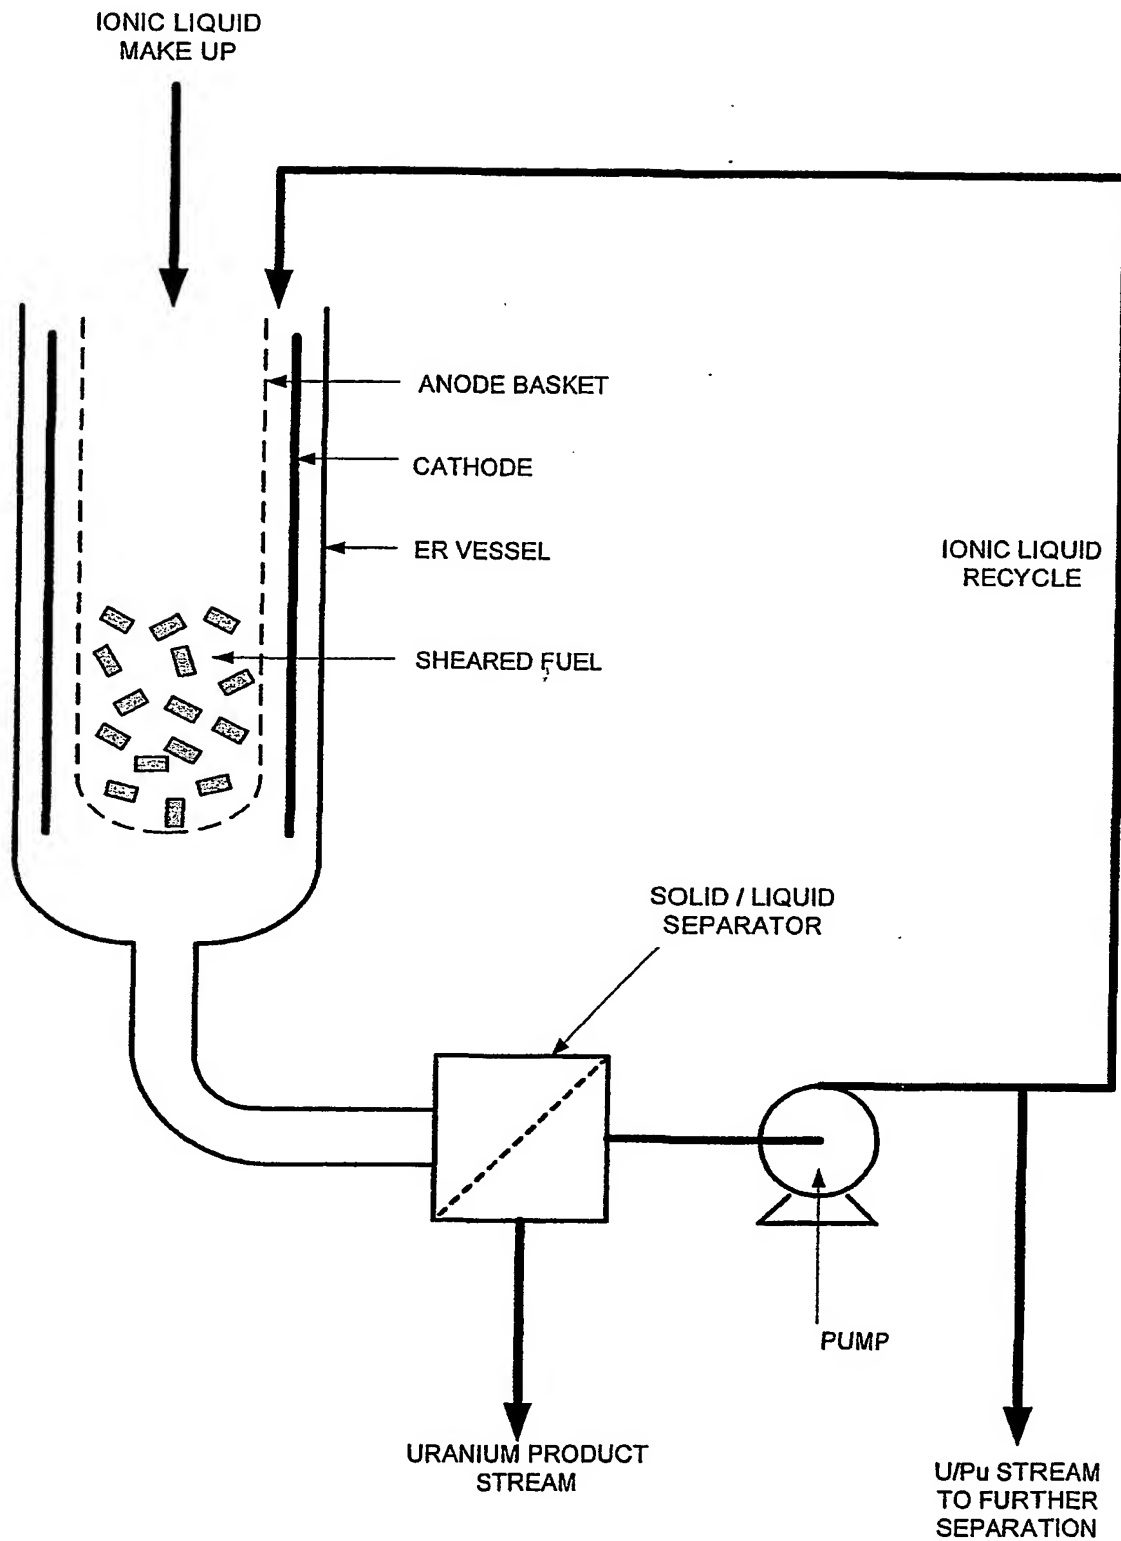 IONIC LIQUID
MAKE UP
ANODE BASKET
CATHODE
ER VESSEL
IONIC LIQUID
RECYCLE
SHEARED FUEL
SOLID / LIQUID
SEPARATOR
PUMP
URANIUM PRODUCT
STREAM
U/Pu STREAM
TO FURTHER
SEPARATION